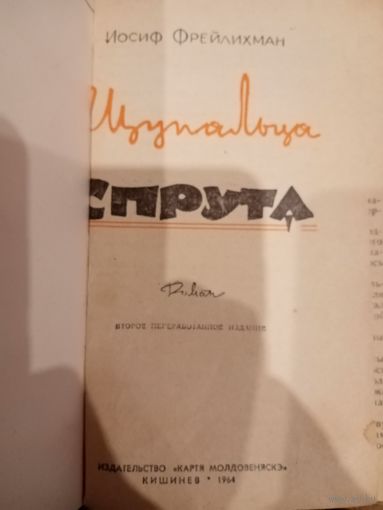 Иосиф Фрейлихман
Щупальца
СПРУТА
Роман
ВТОРОЕ ПЕРЕРАБОТАННОЕ ИЗДАНИЕ
ИЗДАТЕЛЬСТВО «КАРТЯ МОЛДОВЕНЯСКЭ»
КИШИНЕВ * 1964